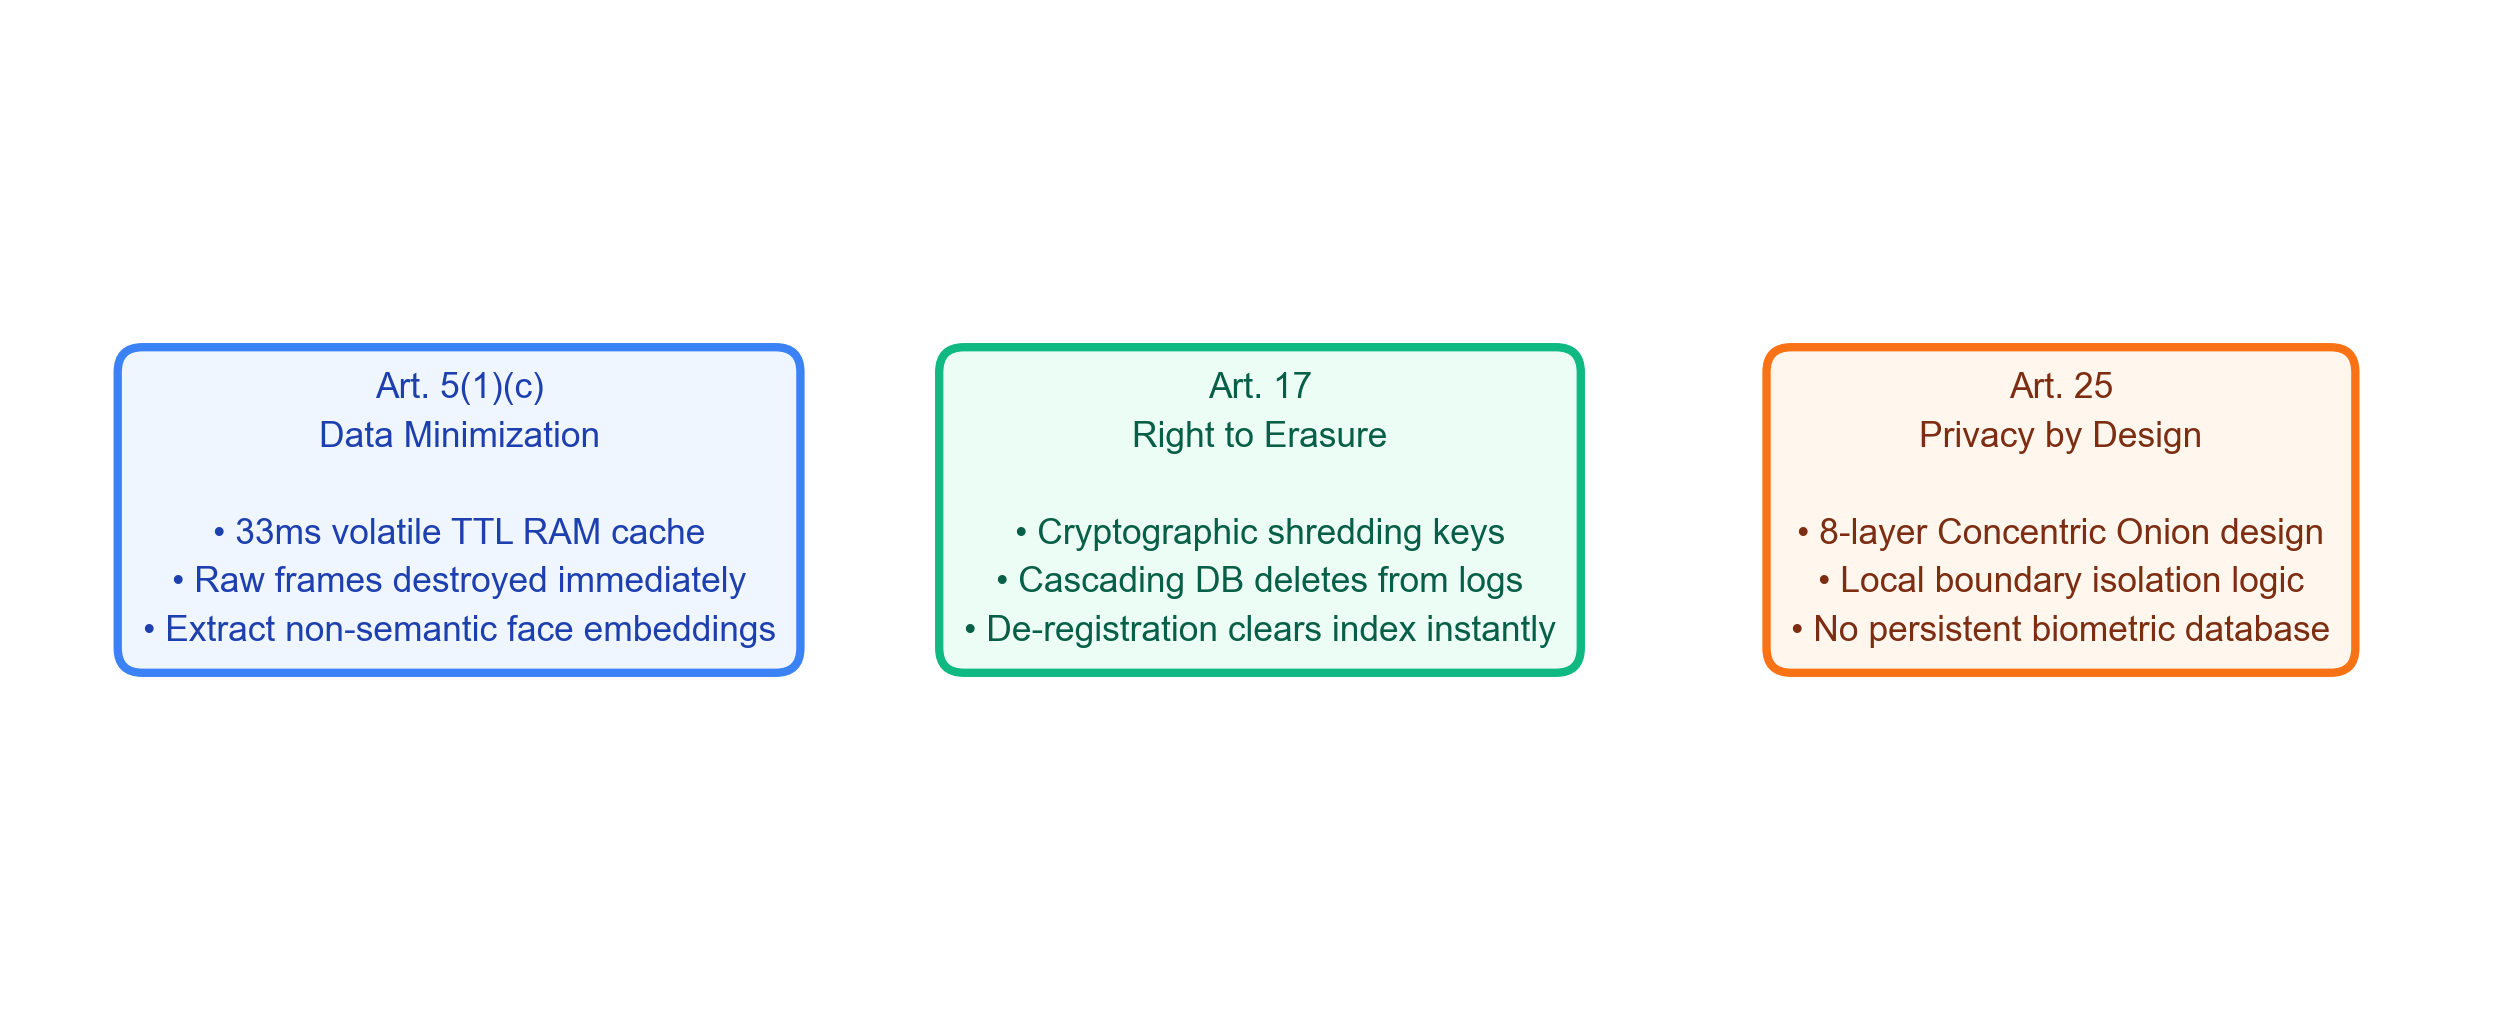 Art. 5(1)(c)
Data Minimization
• 33ms volatile TTL RAM cache
• Raw frames destroyed immediately
• Extract non-semantic face embeddings
Art. 17
Right to Erasure
• Cryptographic shredding keys
• Cascading DB deletes from logs
• De-registration clears index instantly
Art. 25
Privacy by Design
• 8-layer Concentric Onion design
• Local boundary isolation logic
• No persistent biometric database